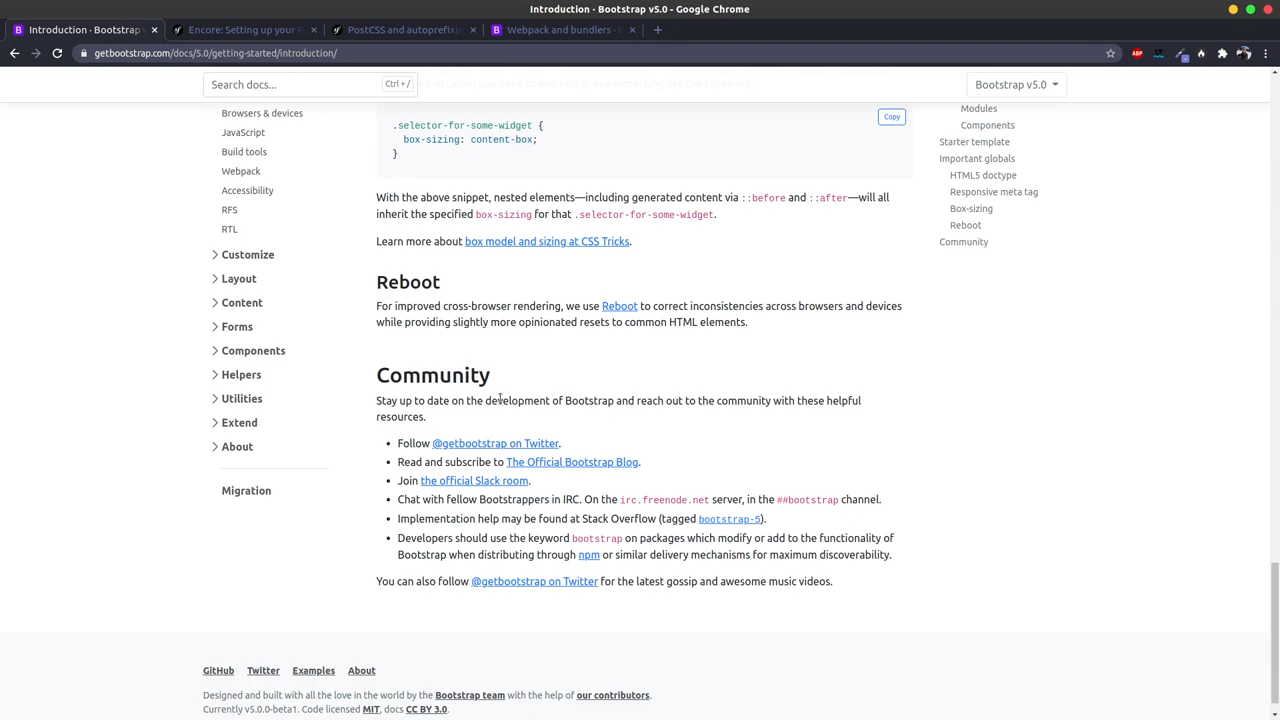 Introduction · Bootstrap v5.0 - Google Chrome
Introduction · Bootstrap
Encore: Setting up your P
PostCSS and autoprefixin
Webpack and bundlers · B
getbootstrap.com/docs/5.0/getting-started/introduction/
ABP
Search docs...
Ctrl + /
occasion you need to override it, use something like the following:
Bootstrap v5.0
Browsers & devices
JavaScript
Build tools
Webpack
Accessibility
RFS
RTL
Customize
Layout
Content
Forms
Components
Helpers
Utilities
Extend
About
Migration
.selector-for-some-widget {
box-sizing: content-box;
}
Copy
With the above snippet, nested elements—including generated content via ::before and ::after—will all
inherit the specified box-sizing for that .selector-for-some-widget.
Learn more about box model and sizing at CSS Tricks.
Reboot
For improved cross-browser rendering, we use Reboot to correct inconsistencies across browsers and devices
while providing slightly more opinionated resets to common HTML elements.
Community
Stay up to date on the development of Bootstrap and reach out to the community with these helpful
resources.
• Follow @getbootstrap on Twitter.
• Read and subscribe to The Official Bootstrap Blog.
• Join the official Slack room.
• Chat with fellow Bootstrappers in IRC. On the irc.freenode.net server, in the ##bootstrap channel.
• Implementation help may be found at Stack Overflow (tagged bootstrap-5).
• Developers should use the keyword bootstrap on packages which modify or add to the functionality of
Bootstrap when distributing through npm or similar delivery mechanisms for maximum discoverability.
You can also follow @getbootstrap on Twitter for the latest gossip and awesome music videos.
Modules
Components
Starter template
Important globals
HTML5 doctype
Responsive meta tag
Box-sizing
Reboot
Community
GitHub
Twitter
Examples
About
Designed and built with all the love in the world by the Bootstrap team with the help of our contributors.
Currently v5.0.0-beta1. Code licensed MIT, docs CC BY 3.0.